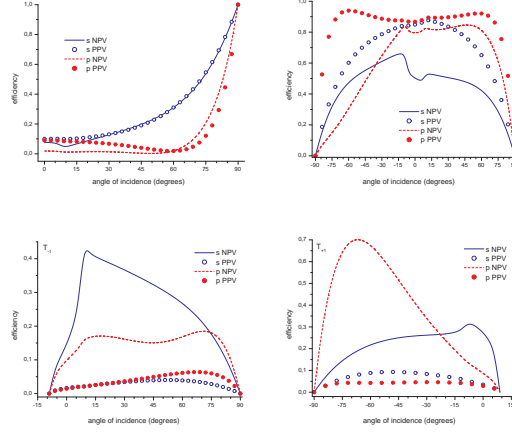 1,0
0,8
0,6
0,4
0,2
0,0
efficiency
s NPV
s PPV
p NPV
p PPV
0 15 30 45 60 75 90
angle of incidence (degrees)
1,0
0,8
0,6
0,4
0,2
0,0
efficiency
s NPV
s PPV
p NPV
p PPV
-90 -75 -60 -45 -30 -15 0 15 30 45 60 75 90
angle of incidence (degrees)
T-1
0,4
0,3
0,2
0,1
0,0
efficiency
s NPV
s PPV
p NPV
p PPV
-15 0 15 30 45 60 75 90
angle of incidence (degrees)
T+1
0,7
0,6
0,5
0,4
0,3
0,2
0,1
0,0
efficiency
s NPV
s PPV
p NPV
p PPV
-90 -75 -60 -45 -30 -15 0 15
angle of incidence (degrees)